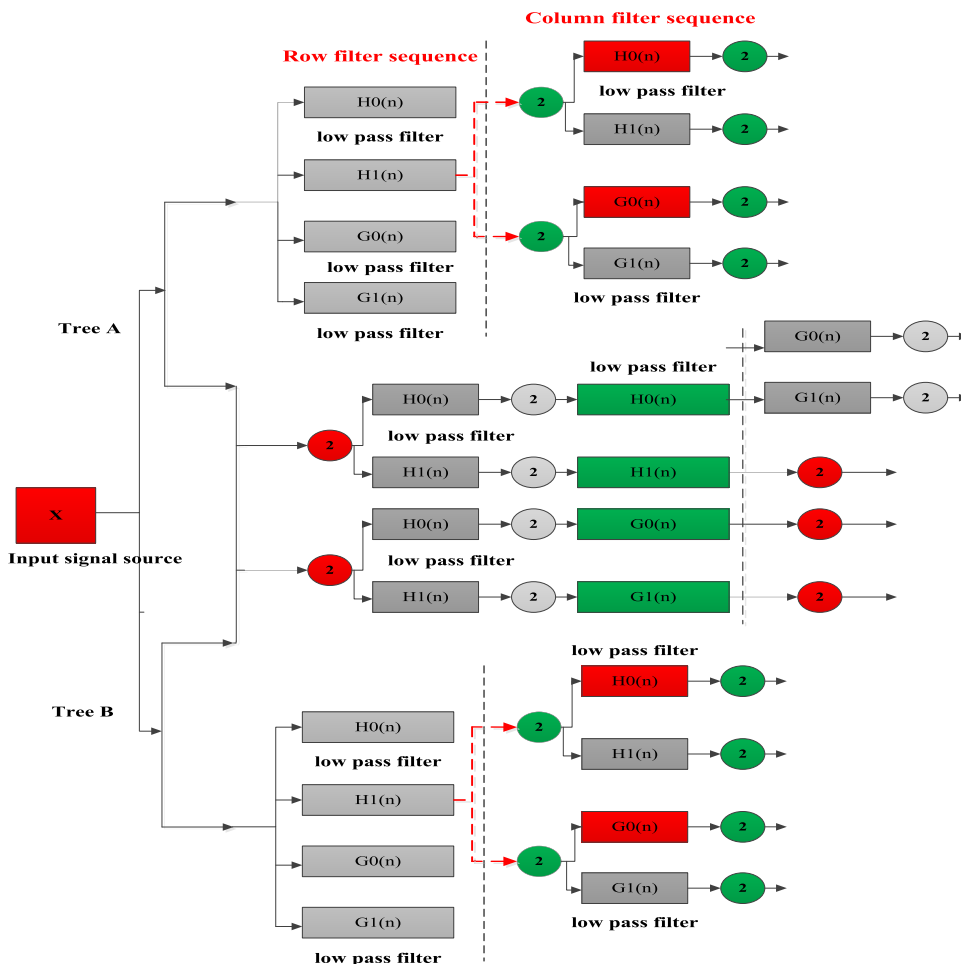 Column filter sequence
Row filter sequence
H0(n)
2
low pass filter
H0(n)
2
2
low pass filter
H1(n)
2
H1(n)
G0(n)
2
G0(n)
2
low pass filter
G1(n)
2
G1(n)
low pass filter
low pass filter
Tree A
G0(n)
2
low pass filter
G1(n)
2
H0(n)
2
H0(n)
low pass filter
2
H1(n)
2
H1(n)
2
X
H0(n)
2
G0(n)
2
Input signal source
low pass filter
2
H1(n)
2
G1(n)
2
low pass filter
H0(n)
2
Tree B
H0(n)
2
low pass filter
H1(n)
2
H1(n)
G0(n)
2
G0(n)
2
G1(n)
2
G1(n)
low pass filter
low pass filter